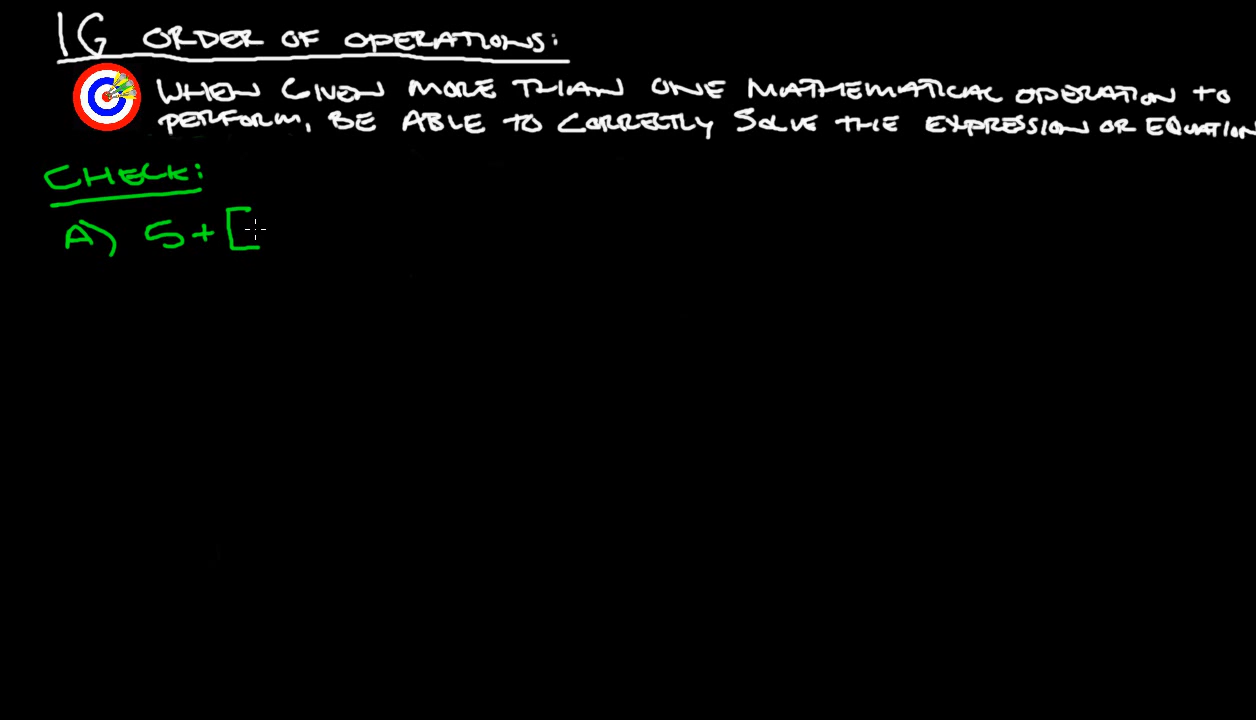 1G ORDER OF OPERATIONS:
WHEN GIVEN MORE THAN ONE MATHEMATICAL OPERATION TO
PERFORM, BE ABLE TO CORRECTLY SOLVE THE EXPRESSION OR EQUATION
CHECK:
A) 5+[